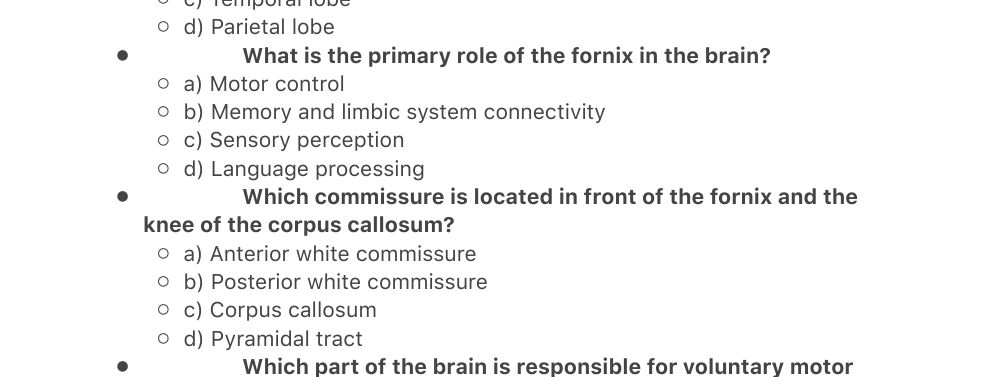 c) Temporal lobe
d) Parietal lobe
What is the primary role of the fornix in the brain?
a) Motor control
b) Memory and limbic system connectivity
c) Sensory perception
d) Language processing
Which commissure is located in front of the fornix and the
knee of the corpus callosum?
a) Anterior white commissure
b) Posterior white commissure
c) Corpus callosum
d) Pyramidal tract
Which part of the brain is responsible for voluntary motor